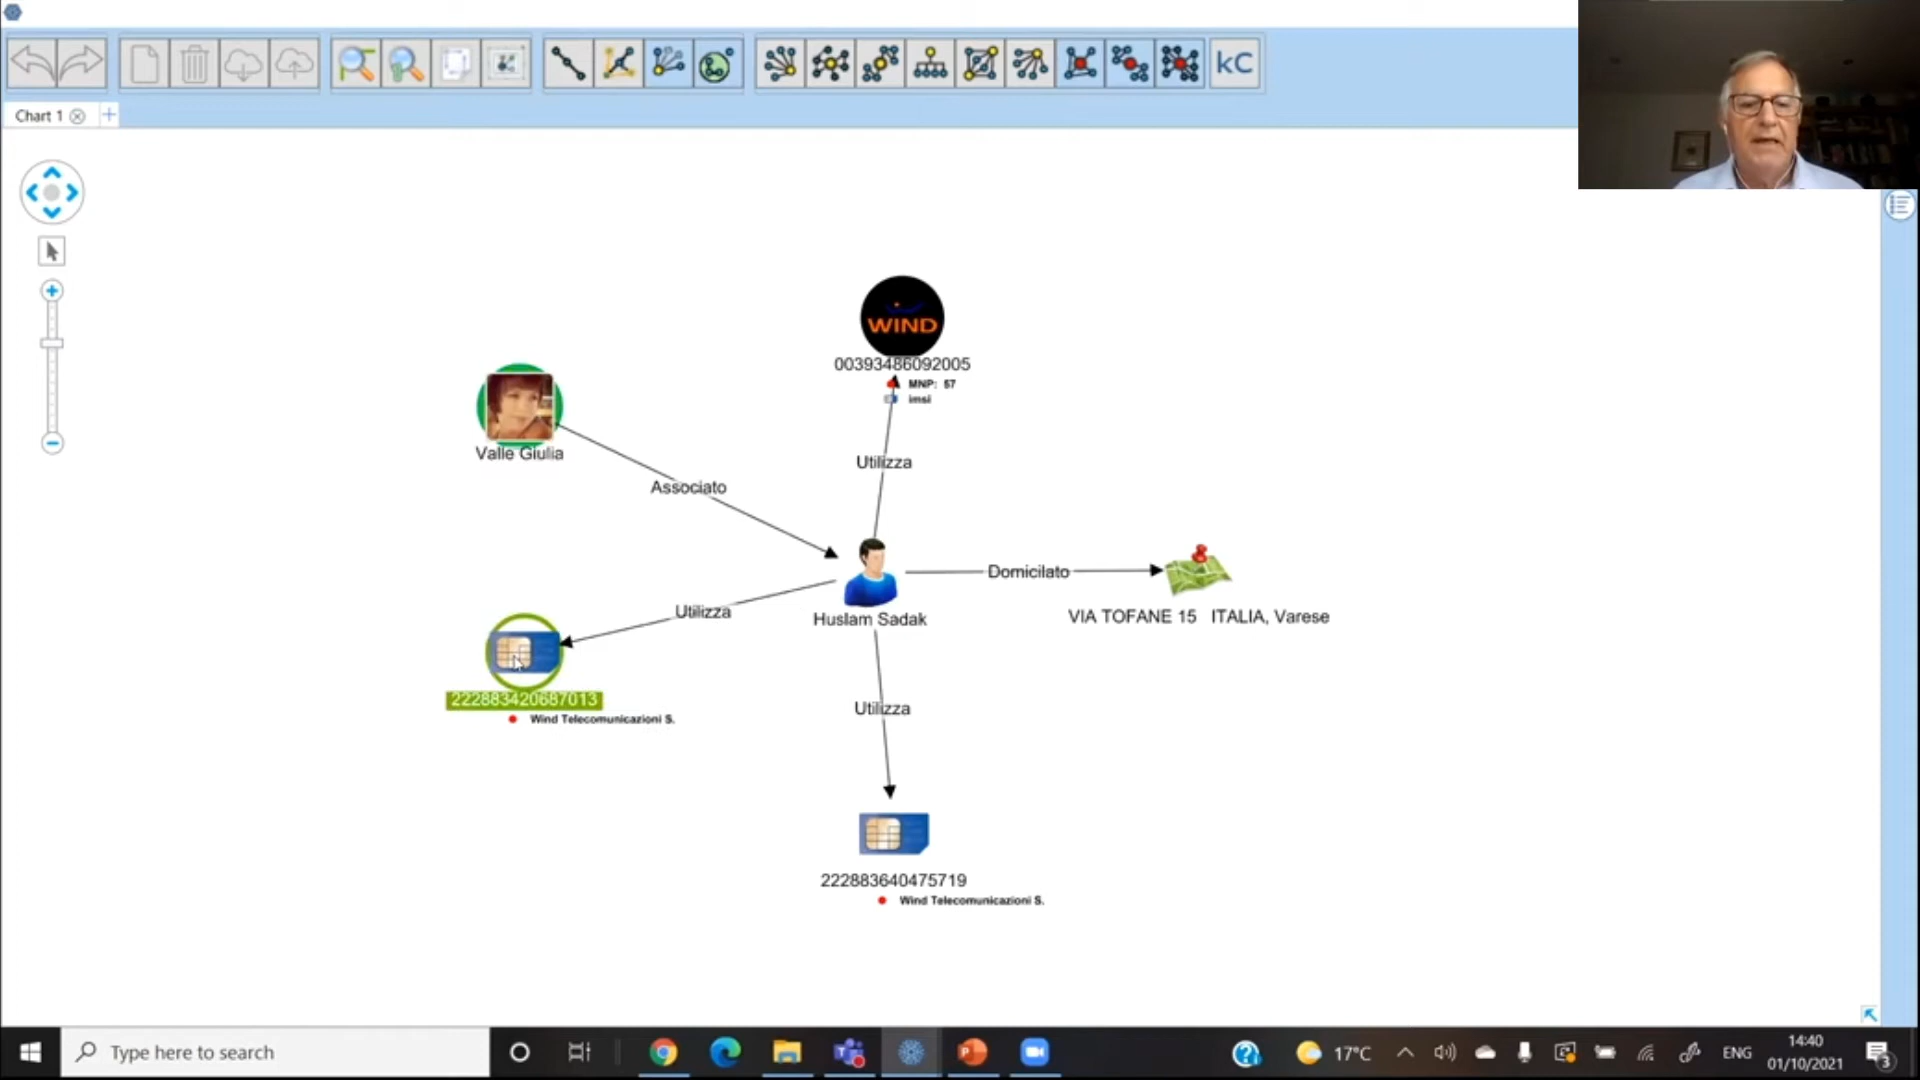 kC
Chart 1
WIND
00393486092005
MNP: 57
imsi
Valle Giulia
Utilizza
Associato
Domicilato
Utilizza
Huslam Sadak
VIA TOFANE 15 ITALIA, Varese
222883420687013
Wind Telecomunicazioni S.
Utilizza
222883640475719
Wind Telecomunicazioni S.
Type here to search
17°C
ENG
14:40
01/10/2021
3